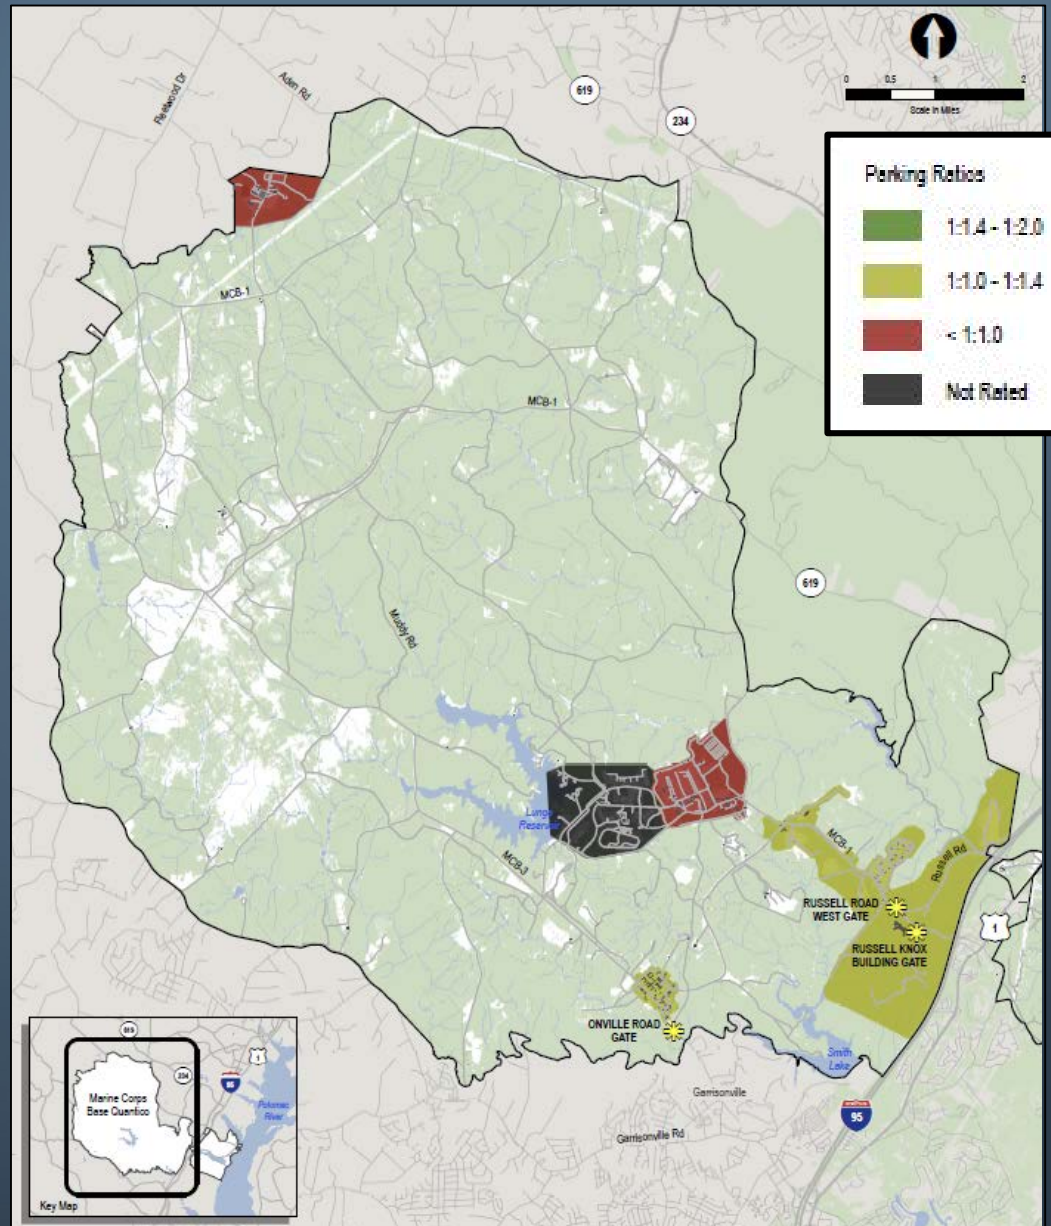 Fleetwood Dr
Aden Rd
619
234
0 0.5 1 2
Scale in Miles
Parking Ratios
1:1.4 - 1:2.0
1:1.0 - 1:1.4
< 1:1.0
Not Rated
MCB-1
MCB-1
619
Muddy Rd
Lunga
Reservoir
MCB-3
MCB-1
Russell Rd
RUSSELL ROAD
WEST GATE
1
RUSSELL KNOX
BUILDING GATE
ONVILLE ROAD
GATE
Smith
Lake
Garrisonville
95
Garrisonville Rd
619
1
234
95
Marine Corps
Base Quantico
Potomac
River
Key Map